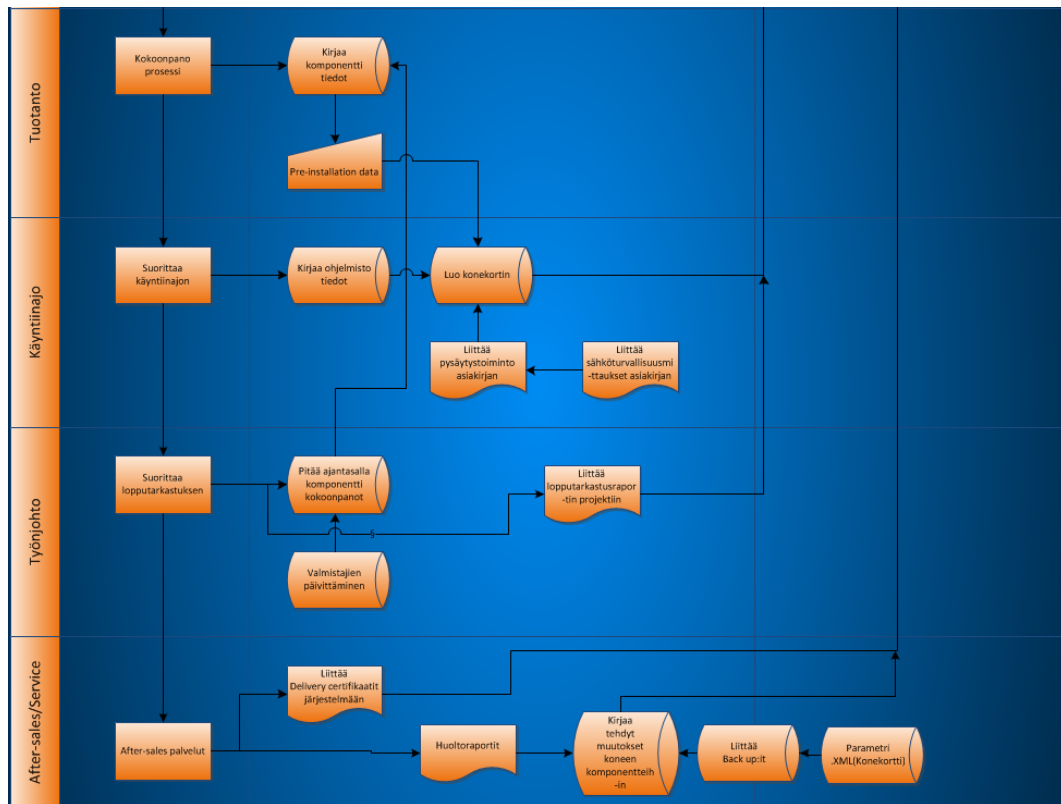 Tuotanto
Kokoonpano
prosessi
Kirjaa
komponentti
tiedot
Pre-installation data
Käyntiinajo
Suorittaa
käyntiinajon
Kirjaa ohjelmisto
tiedot
Luo konekortin
Liittää
pysäytystoiminto
asiakirjan
Liittää
sähköturvallisuusmi
-ttaukset asiakirjan
Työnjohto
Suorittaa
lopputarkastuksen
Pitää ajantasalla
komponentti
kokoonpanot
Liittää
lopputarkastusrapor
-tin projektiin
Valmistajien
päivittäminen
After-sales/Service
Liittää
Delivery certifikaatit
järjestelmään
After-sales palvelut
Huoltoraportit
Kirjaa
tehdyt
muutokset
koneen
komponentteih
-in
Liittää
Back up:it
Parametri
.XML(Konekortti)